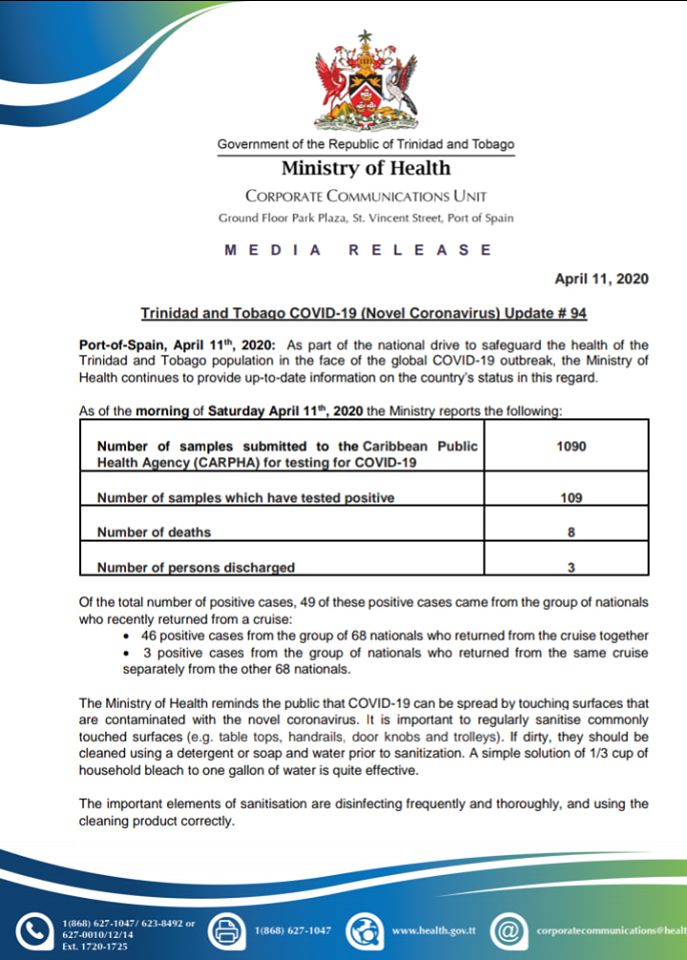 Government of the Republic of Trinidad and Tobago
Ministry of Health
CORPORATE COMMUNICATIONS UNIT
Ground Floor Park Plaza, St. Vincent Street, Port of Spain
MEDIA RELEASE
April 11, 2020
Trinidad and Tobago COVID-19 (Novel Coronavirus) Update # 94
Port-of-Spain, April 11th, 2020: As part of the national drive to safeguard the health of the
Trinidad and Tobago population in the face of the global COVID-19 outbreak, the Ministry of
Health continues to provide up-to-date information on the country's status in this regard.
As of the morning of Saturday April 11th, 2020 the Ministry reports the following:
Number of samples submitted to the Caribbean Public 1090
Health Agency (CARPHA) for testing for COVID-19
Number of samples which have tested positive 109
Number of deaths 8
Number of persons discharged 3
Of the total number of positive cases, 49 of these positive cases came from the group of nationals
who recently returned from a cruise:
• 46 positive cases from the group of 68 nationals who returned from the cruise together
• 3 positive cases from the group of nationals who returned from the same cruise
separately from the other 68 nationals.
The Ministry of Health reminds the public that COVID-19 can be spread by touching surfaces that
are contaminated with the novel coronavirus. It is important to regularly sanitise commonly
touched surfaces (e.g. table tops, handrails, door knobs and trolleys). If dirty, they should be
cleaned using a detergent or soap and water prior to sanitization. A simple solution of 1/3 cup of
household bleach to one gallon of water is quite effective.
The important elements of sanitisation are disinfecting frequently and thoroughly, and using the
cleaning product correctly.
1(868) 627-1047/ 623-8492 or
627-0010/12/14
Ext. 1720-1725
1(868) 627-1047
www.health.gov.tt
corporatecommunications@healt